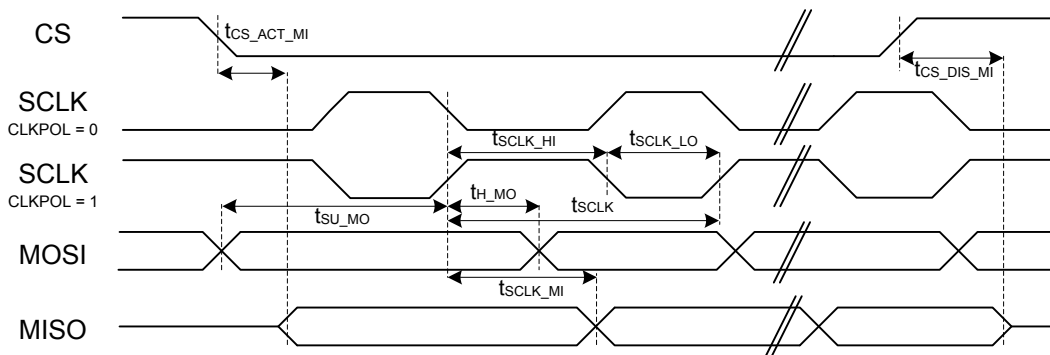 CS
tCS_ACT_MI
tCS_DIS_MI
SCLK
CLKPOL = 0
tSCLK_HI
tSCLK_LO
SCLK
CLKPOL = 1
tH_MO
tSU_MO
tSCLK
MOSI
tSCLK_MI
MISO